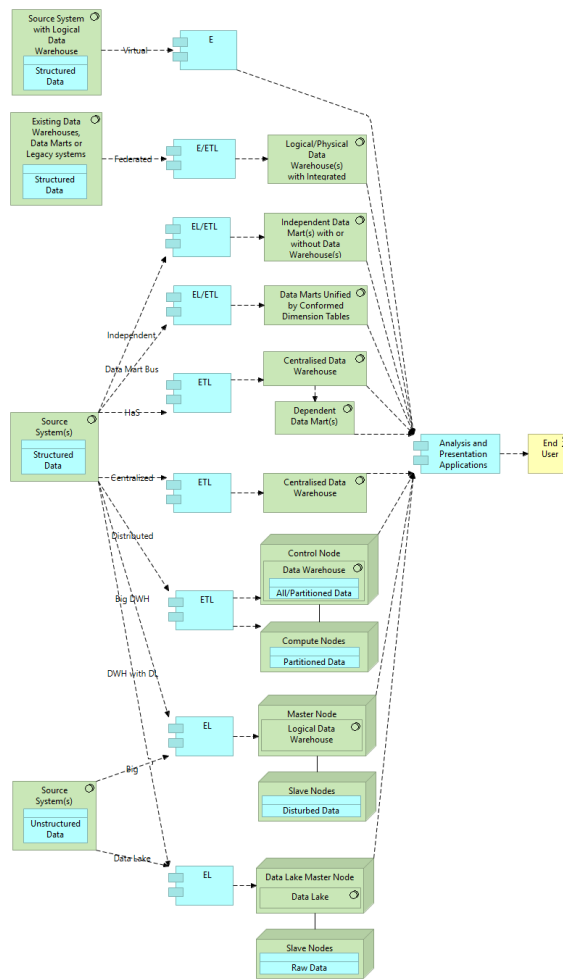 Source System
with Logical
Data
Warehouse
Structured
Data
Virtual
E
Existing Data
Warehouses,
Data Marts or
Legacy systems
Structured
Data
Federated
E/ETL
Logical/Physical
Data
Warehouse(s)
with Integrated
EL/ETL
Independent Data
Mart(s) with or
without Data
Warehouse(s)
EL/ETL
Data Marts Unified
by Conformed
Dimension Tables
Independent
Data Mart Bus
HaS
ETL
Centralised Data
Warehouse
Dependent
Data Mart(s)
Source
System(s)
Structured
Data
Analysis and
Presentation
Applications
End
User
Centralized
ETL
Centralised Data
Warehouse
Distributed
Big DWH
ETL
Control Node
Data Warehouse
All/Partitioned Data
Compute Nodes
Partitioned Data
DWH with DL
EL
Master Node
Logical Data
Warehouse
Big
Source
System(s)
Unstructured
Data
Slave Nodes
Disturbed Data
Data Lake
EL
Data Lake Master Node
Data Lake
Slave Nodes
Raw Data